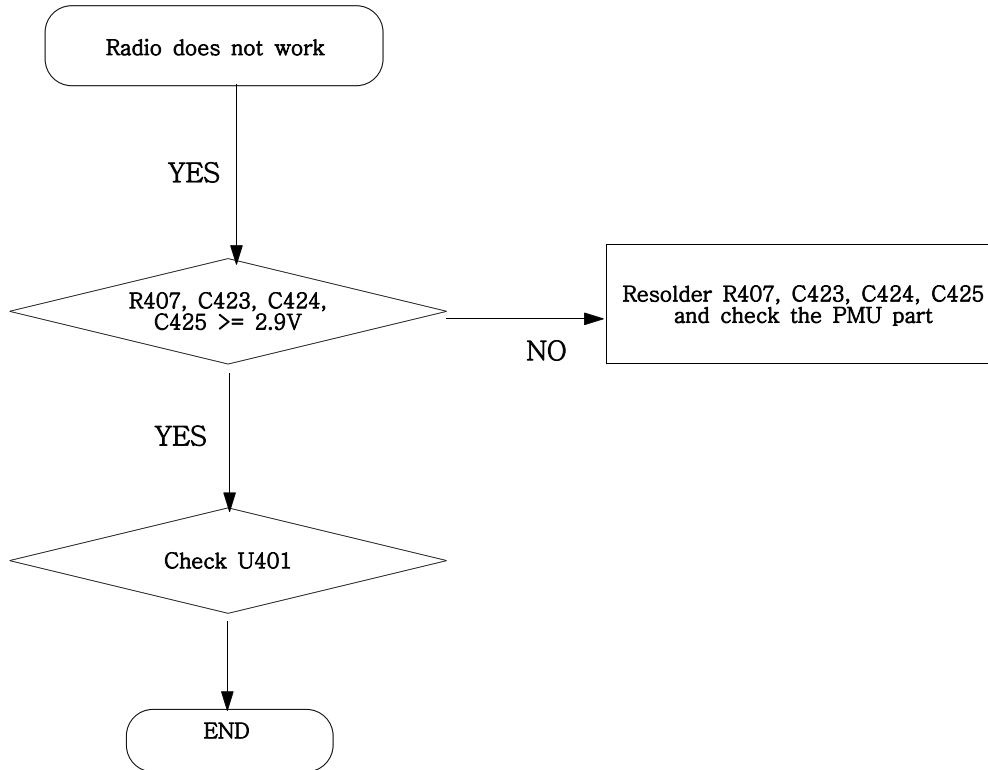 Radio does not work
YES
R407, C423, C424,
C425 >= 2.9V
NO
Resolder R407, C423, C424, C425
and check the PMU part
YES
Check U401
END